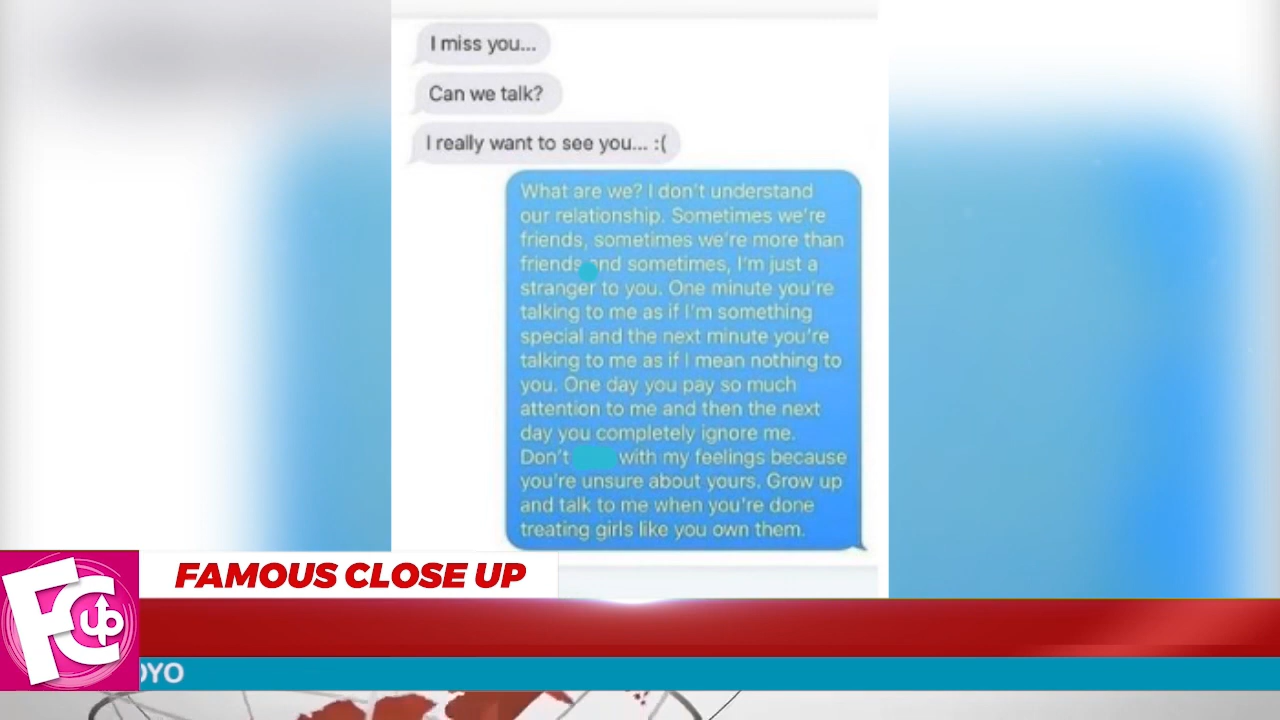 I miss you...
Can we talk?
I really want to see you... :(
What are we? I don't understand
our relationship. Sometimes we're
friends, sometimes we're more than
friends and sometimes, I'm just a
stranger to you. One minute you're
talking to me as if I'm something
special and the next minute you're
talking to me as if I mean nothing to
you. One day you pay so much
attention to me and then the next
day you completely ignore me.
Don't with my feelings because
you're unsure about yours. Grow up
and talk to me when you're done
treating girls like you own them.
FAMOUS CLOSE UP
FC up
OYO